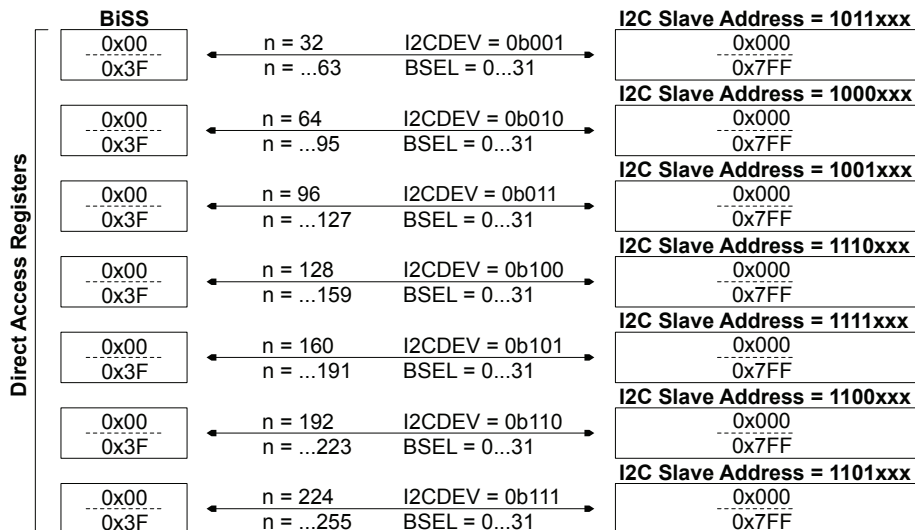 BiSS
I2C Slave Address = 1011xxx
Direct Access Registers
0x00 n = 32 I2CDEV = 0b001 0x000
0x3F n = ...63 BSEL = 0...31 0x7FF
I2C Slave Address = 1000xxx
0x00 n = 64 I2CDEV = 0b010 0x000
0x3F n = ...95 BSEL = 0...31 0x7FF
I2C Slave Address = 1001xxx
0x00 n = 96 I2CDEV = 0b011 0x000
0x3F n = ...127 BSEL = 0...31 0x7FF
I2C Slave Address = 1110xxx
0x00 n = 128 I2CDEV = 0b100 0x000
0x3F n = ...159 BSEL = 0...31 0x7FF
I2C Slave Address = 1111xxx
0x00 n = 160 I2CDEV = 0b101 0x000
0x3F n = ...191 BSEL = 0...31 0x7FF
I2C Slave Address = 1100xxx
0x00 n = 192 I2CDEV = 0b110 0x000
0x3F n = ...223 BSEL = 0...31 0x7FF
I2C Slave Address = 1101xxx
0x00 n = 224 I2CDEV = 0b111 0x000
0x3F n = ...255 BSEL = 0...31 0x7FF